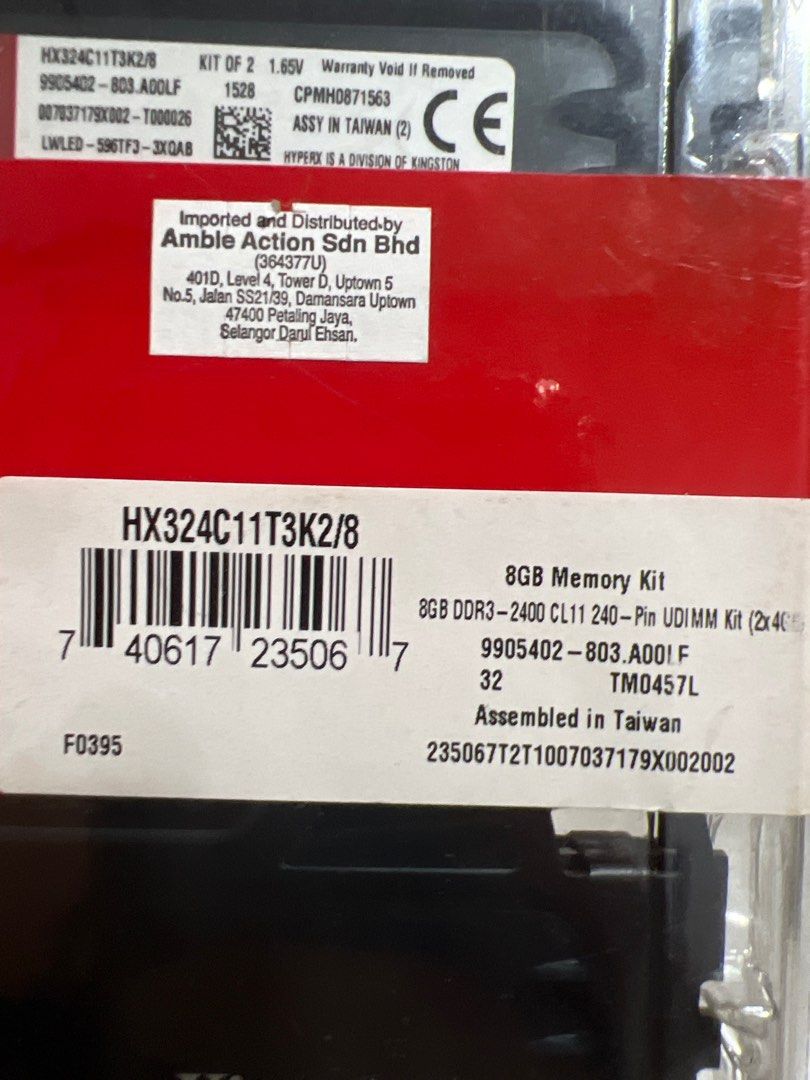 HX324C11T3K2/8 KIT OF 2 1.65V Warranty Void If Removed
9905402-803.A00LF 1528 CPMH0871563
007037179X002-T000026 ASSY IN TAIWAN (2) CE
LWLED-596TF3-3X0AB HYPERX IS A DIVISION OF KINGSTON
Imported and Distributed by
Amble Action Sdn Bhd
(364377U)
401D, Level 4, Tower D, Uptown 5
No.5, Jalan SS21/39, Damansara Uptown
47400 Petaling Jaya,
Selangor Darul Ehsan.
HX324C11T3K2/8
7 40617 23506 7
F0395
8GB Memory Kit
8GB DDR3-2400 CL11 240-Pin UDIMM Kit
9905402-803.A00LF
32 TM0457L
Assembled in Taiwan
235067T2T1007037179X002002